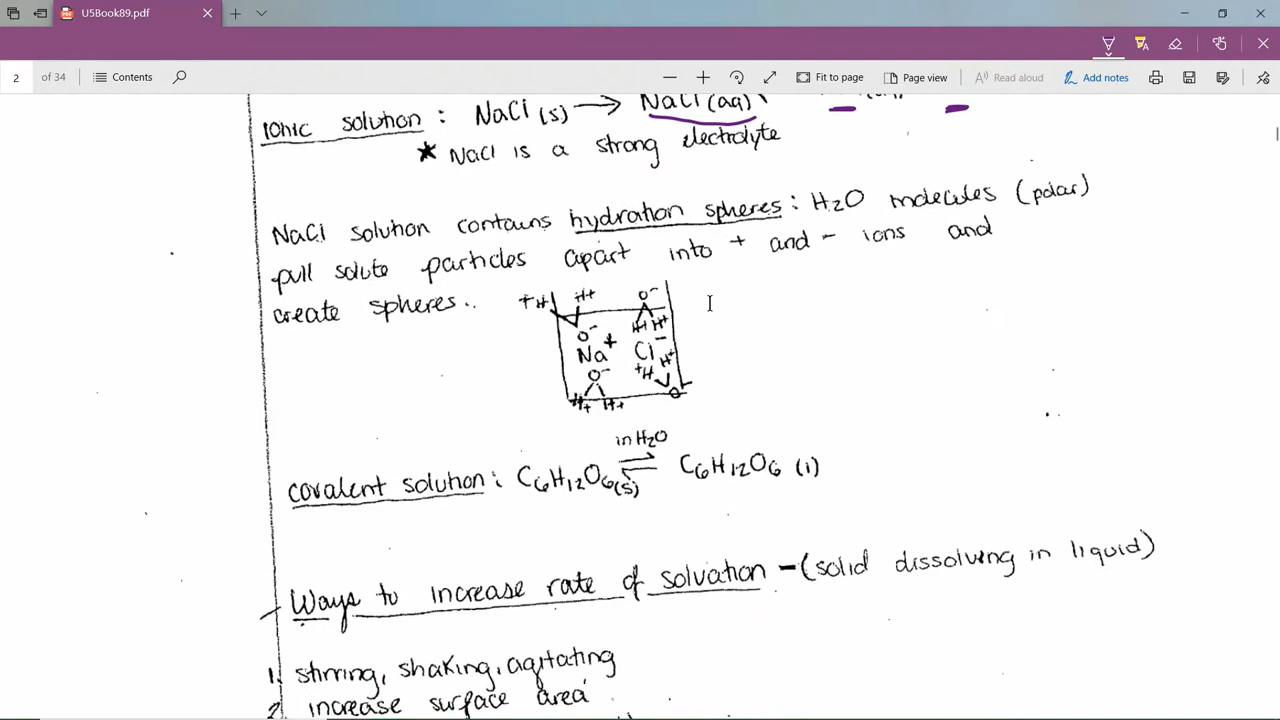 U5Book89.pdf
2 of 34 Contents Fit to page Page view Read aloud Add notes
Ionic solution : NaCl (s) → NaCl (aq)
* NaCl is a strong electrolyte
NaCl solution contains hydration spheres : H2O molecules (polar)
pull solute particles apart into + and - ions and
create spheres..
+H H+ O-
O- H+ H+
Na+ Cl- H+
O- +H
H+ H+ O
in H2O
covalent solution : C6H12O6(s) ⇌ C6H12O6 (l)
Ways to increase rate of solvation - (solid dissolving in liquid)
1. stirring, shaking, agitating
2. increase surface area